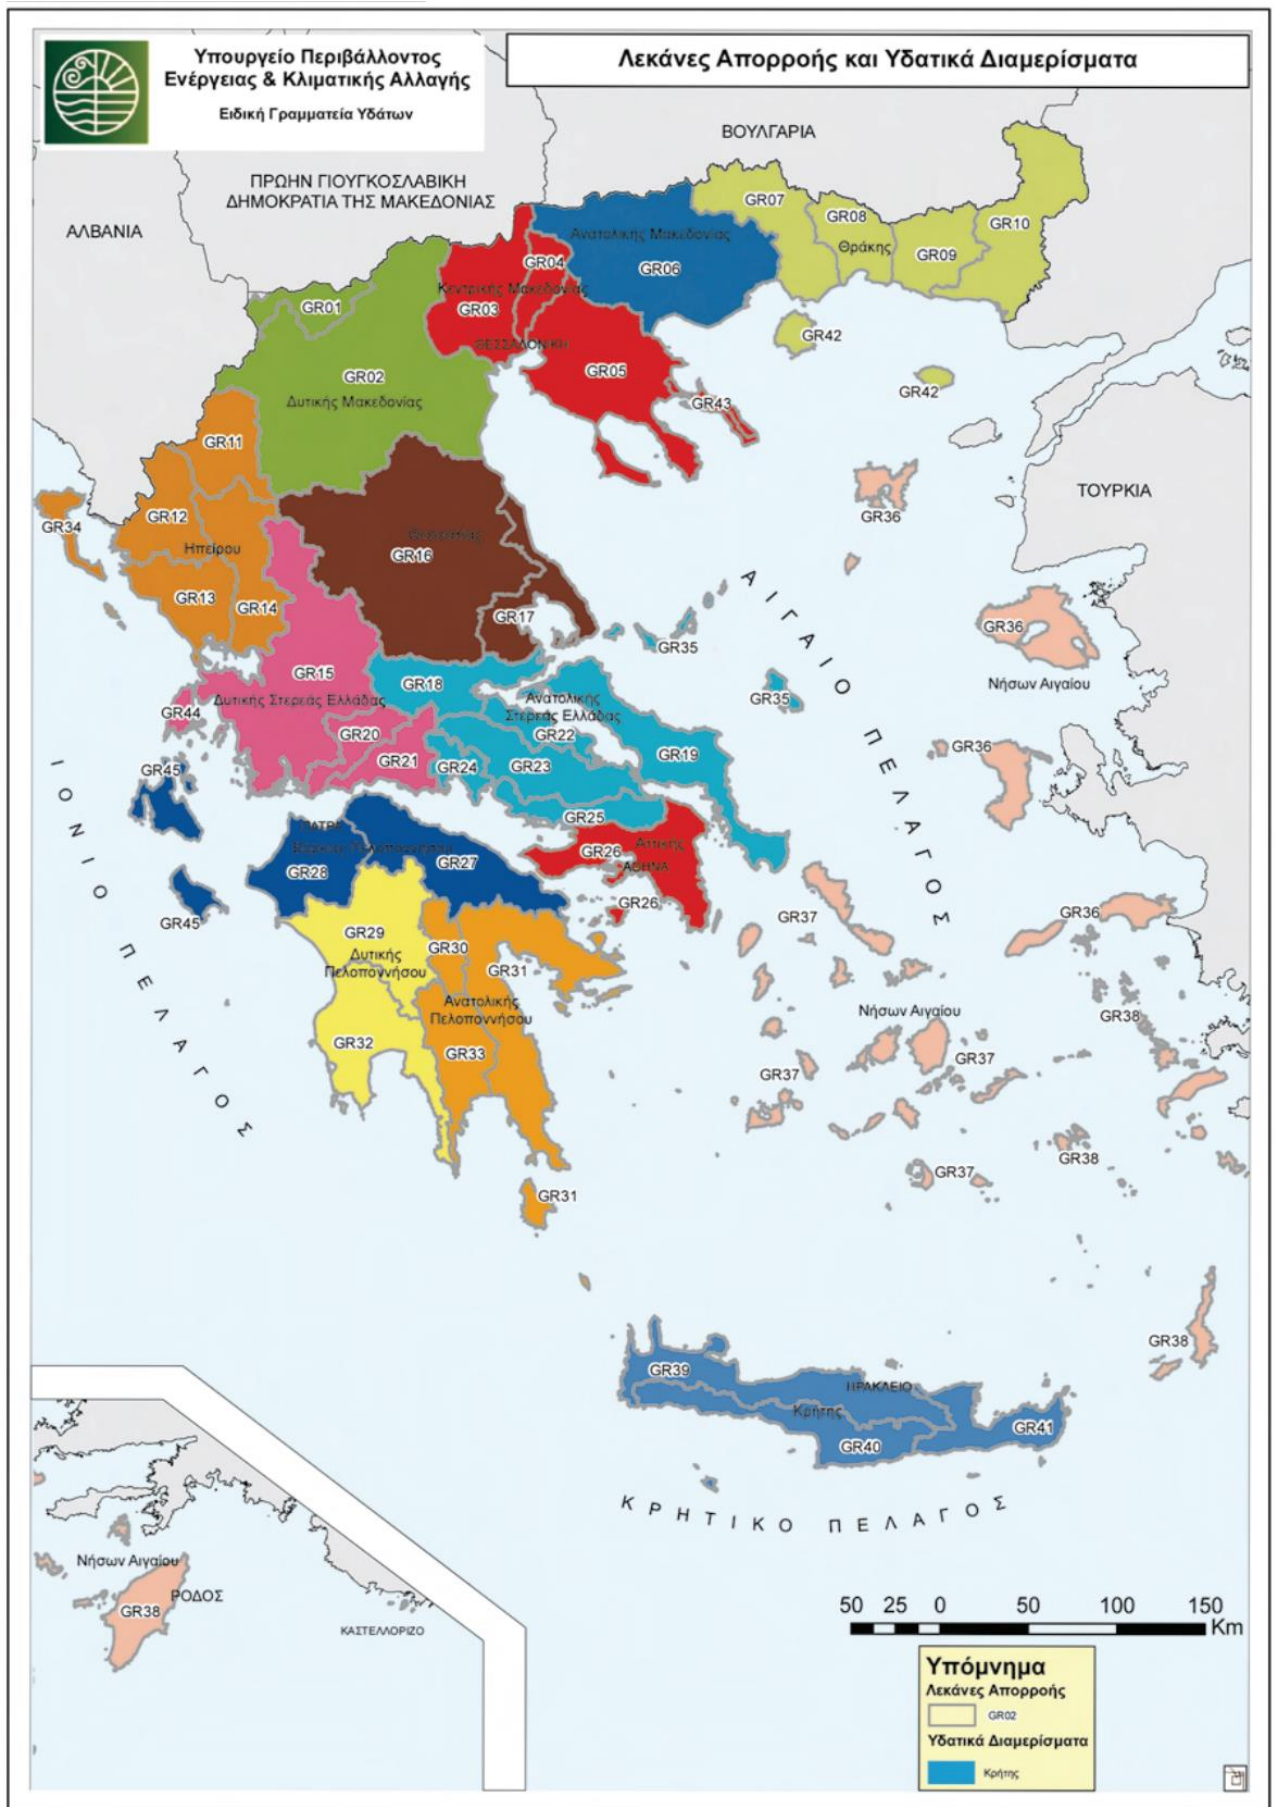 Υπουργείο Περιβάλλοντος
Ενέργειας & Κλιματικής Αλλαγής
Ειδική Γραμματεία Υδάτων
Λεκάνες Απορροής και Υδατικά Διαμερίσματα
ΒΟΥΛΓΑΡΙΑ
ΠΡΩΗΝ ΓΙΟΥΓΚΟΣΛΑΒΙΚΗ
ΔΗΜΟΚΡΑΤΙΑ ΤΗΣ ΜΑΚΕΔΟΝΙΑΣ
ΑΛΒΑΝΙΑ
GR07
GR08
GR10
Ανατολικής Μακεδονίας
Θράκης
GR09
GR04
GR06
Κεντρικής Μακεδονίας
GR01
GR03
GR42
ΘΕΣΣΑΛΟΝΙΚΗ
GR02
GR05
GR42
Δυτικής Μακεδονίας
GR43
GR11
ΤΟΥΡΚΙΑ
GR12
GR36
GR34
Ηπείρου
GR16
GR13
GR14
GR17
ΑΙΓΑΙΟ ΠΕΛΑΓΟΣ
GR36
GR35
GR15
GR18
Νήσων Αιγαίου
Δυτικής Στερεάς Ελλάδας
Ανατολικής
Στερεάς Ελλάδας
GR35
GR44
GR20
GR22
GR36
GR21
GR24
GR23
GR19
GR45
ΙΟΝΙΟ ΠΕΛΑΓΟΣ
GR25
ΠΑΤΡΑ
Βόρειας Πελοποννήσου
Αττικής
GR26
GR27
ΑΘΗΝΑ
GR28
GR26
GR45
GR37
GR36
GR29
GR30
Δυτικής
Πελοποννήσου
GR31
Ανατολικής
Πελοποννήσου
Νήσων Αιγαίου
GR38
GR32
GR33
GR37
GR37
GR38
GR37
GR31
GR38
GR39
ΗΡΑΚΛΕΙΟ
Κρήτης
GR41
GR40
ΚΡΗΤΙΚΟ ΠΕΛΑΓΟΣ
Νήσων Αιγαίου
ΡΟΔΟΣ
GR38
ΚΑΣΤΕΛΛΟΡΙΖΟ
50 25 0 50 100 150
Km
Υπόμνημα
Λεκάνες Απορροής
GR02
Υδατικά Διαμερίσματα
Κρήτης